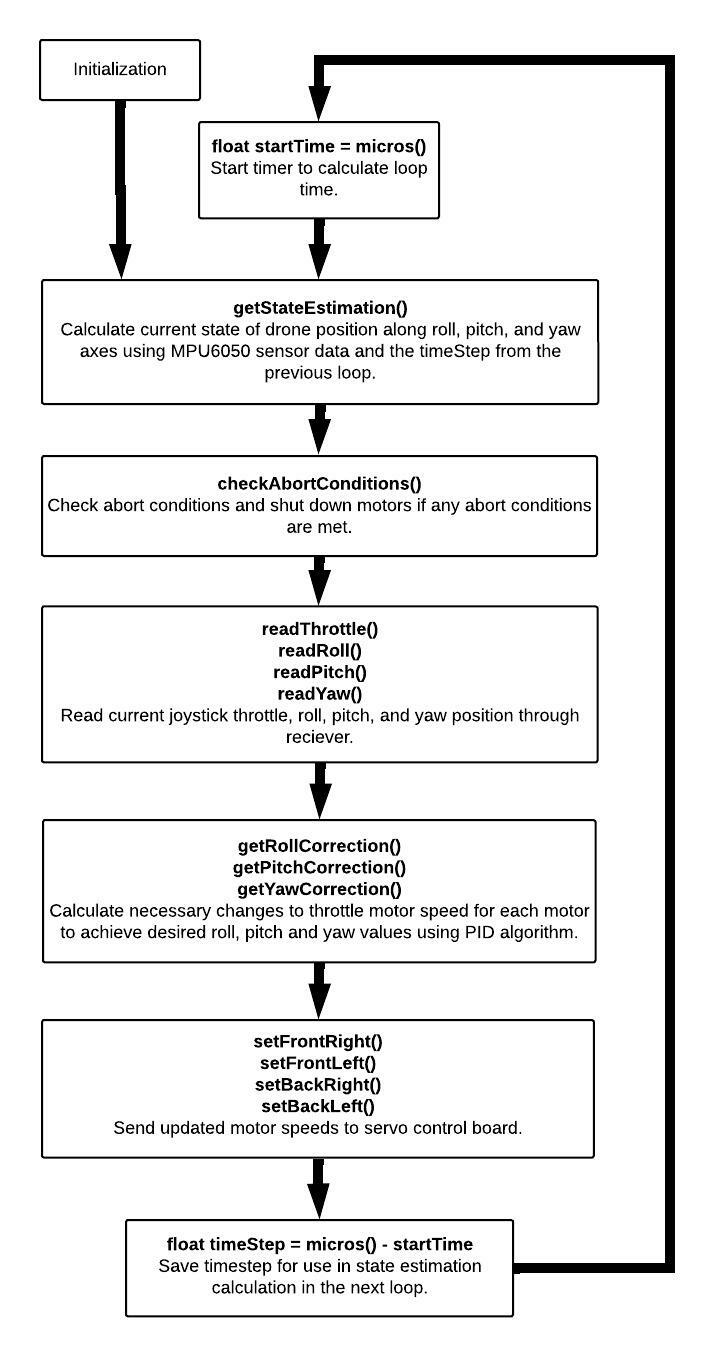 Initialization
float startTime = micros()
Start timer to calculate loop
time.
getStateEstimation()
Calculate current state of drone position along roll, pitch, and yaw
axes using MPU6050 sensor data and the timeStep from the
previous loop.
checkAbortConditions()
Check abort conditions and shut down motors if any abort conditions
are met.
readThrottle()
readRoll()
readPitch()
readYaw()
Read current joystick throttle, roll, pitch, and yaw position through
reciever.
getRollCorrection()
getPitchCorrection()
getYawCorrection()
Calculate necessary changes to throttle motor speed for each motor
to achieve desired roll, pitch and yaw values using PID algorithm.
setFrontRight()
setFrontLeft()
setBackRight()
setBackLeft()
Send updated motor speeds to servo control board.
float timeStep = micros() - startTime
Save timestep for use in state estimation
calculation in the next loop.